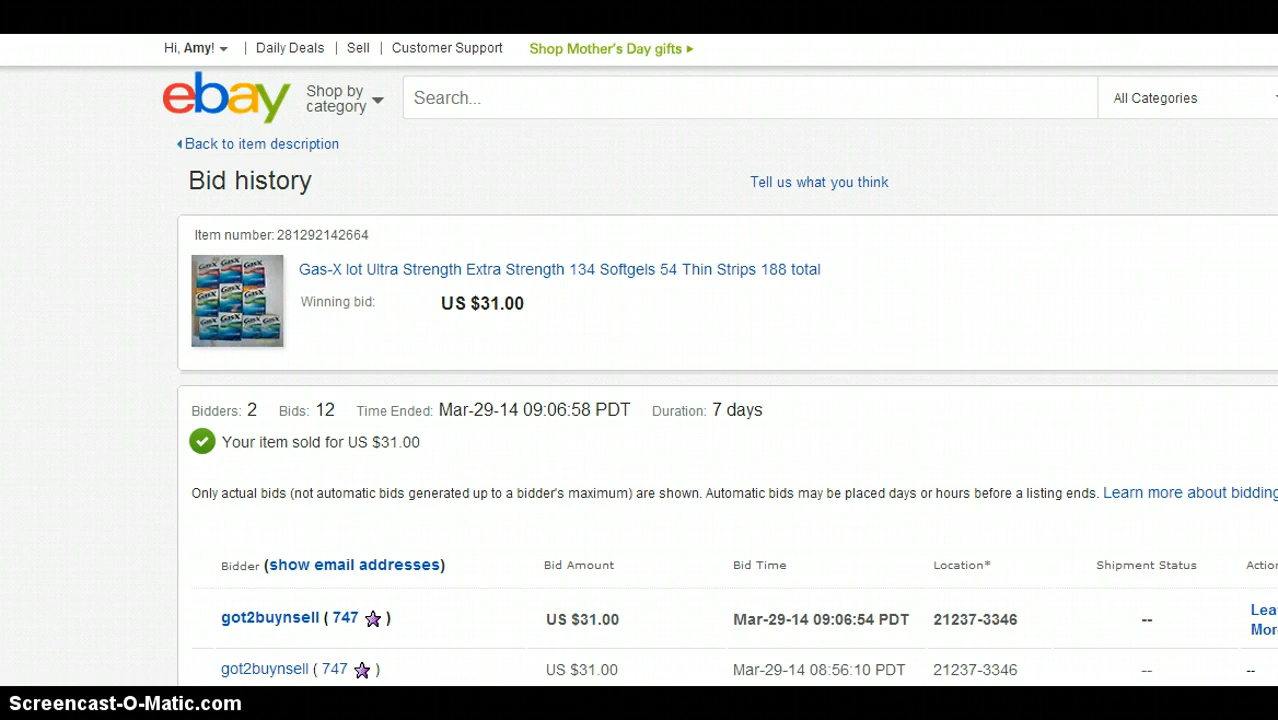 Hi, Amy! | Daily Deals | Sell | Customer Support Shop Mother's Day gifts
ebay Shop by category Search... All Categories
Back to item description
Bid history Tell us what you think
Item number: 281292142664
Gas-X lot Ultra Strength Extra Strength 134 Softgels 54 Thin Strips 188 total
Winning bid: US $31.00
Bidders: 2 Bids: 12 Time Ended: Mar-29-14 09:06:58 PDT Duration: 7 days
Your item sold for US $31.00
Only actual bids (not automatic bids generated up to a bidder's maximum) are shown. Automatic bids may be placed days or hours before a listing ends. Learn more about bidding
Bidder (show email addresses) Bid Amount Bid Time Location* Shipment Status Action
got2buynsell ( 747 ) US $31.00 Mar-29-14 09:06:54 PDT 21237-3346 -- Lea
Mor
got2buynsell ( 747 ) US $31.00 Mar-29-14 08:56:10 PDT 21237-3346 -- --
Screencast-O-Matic.com